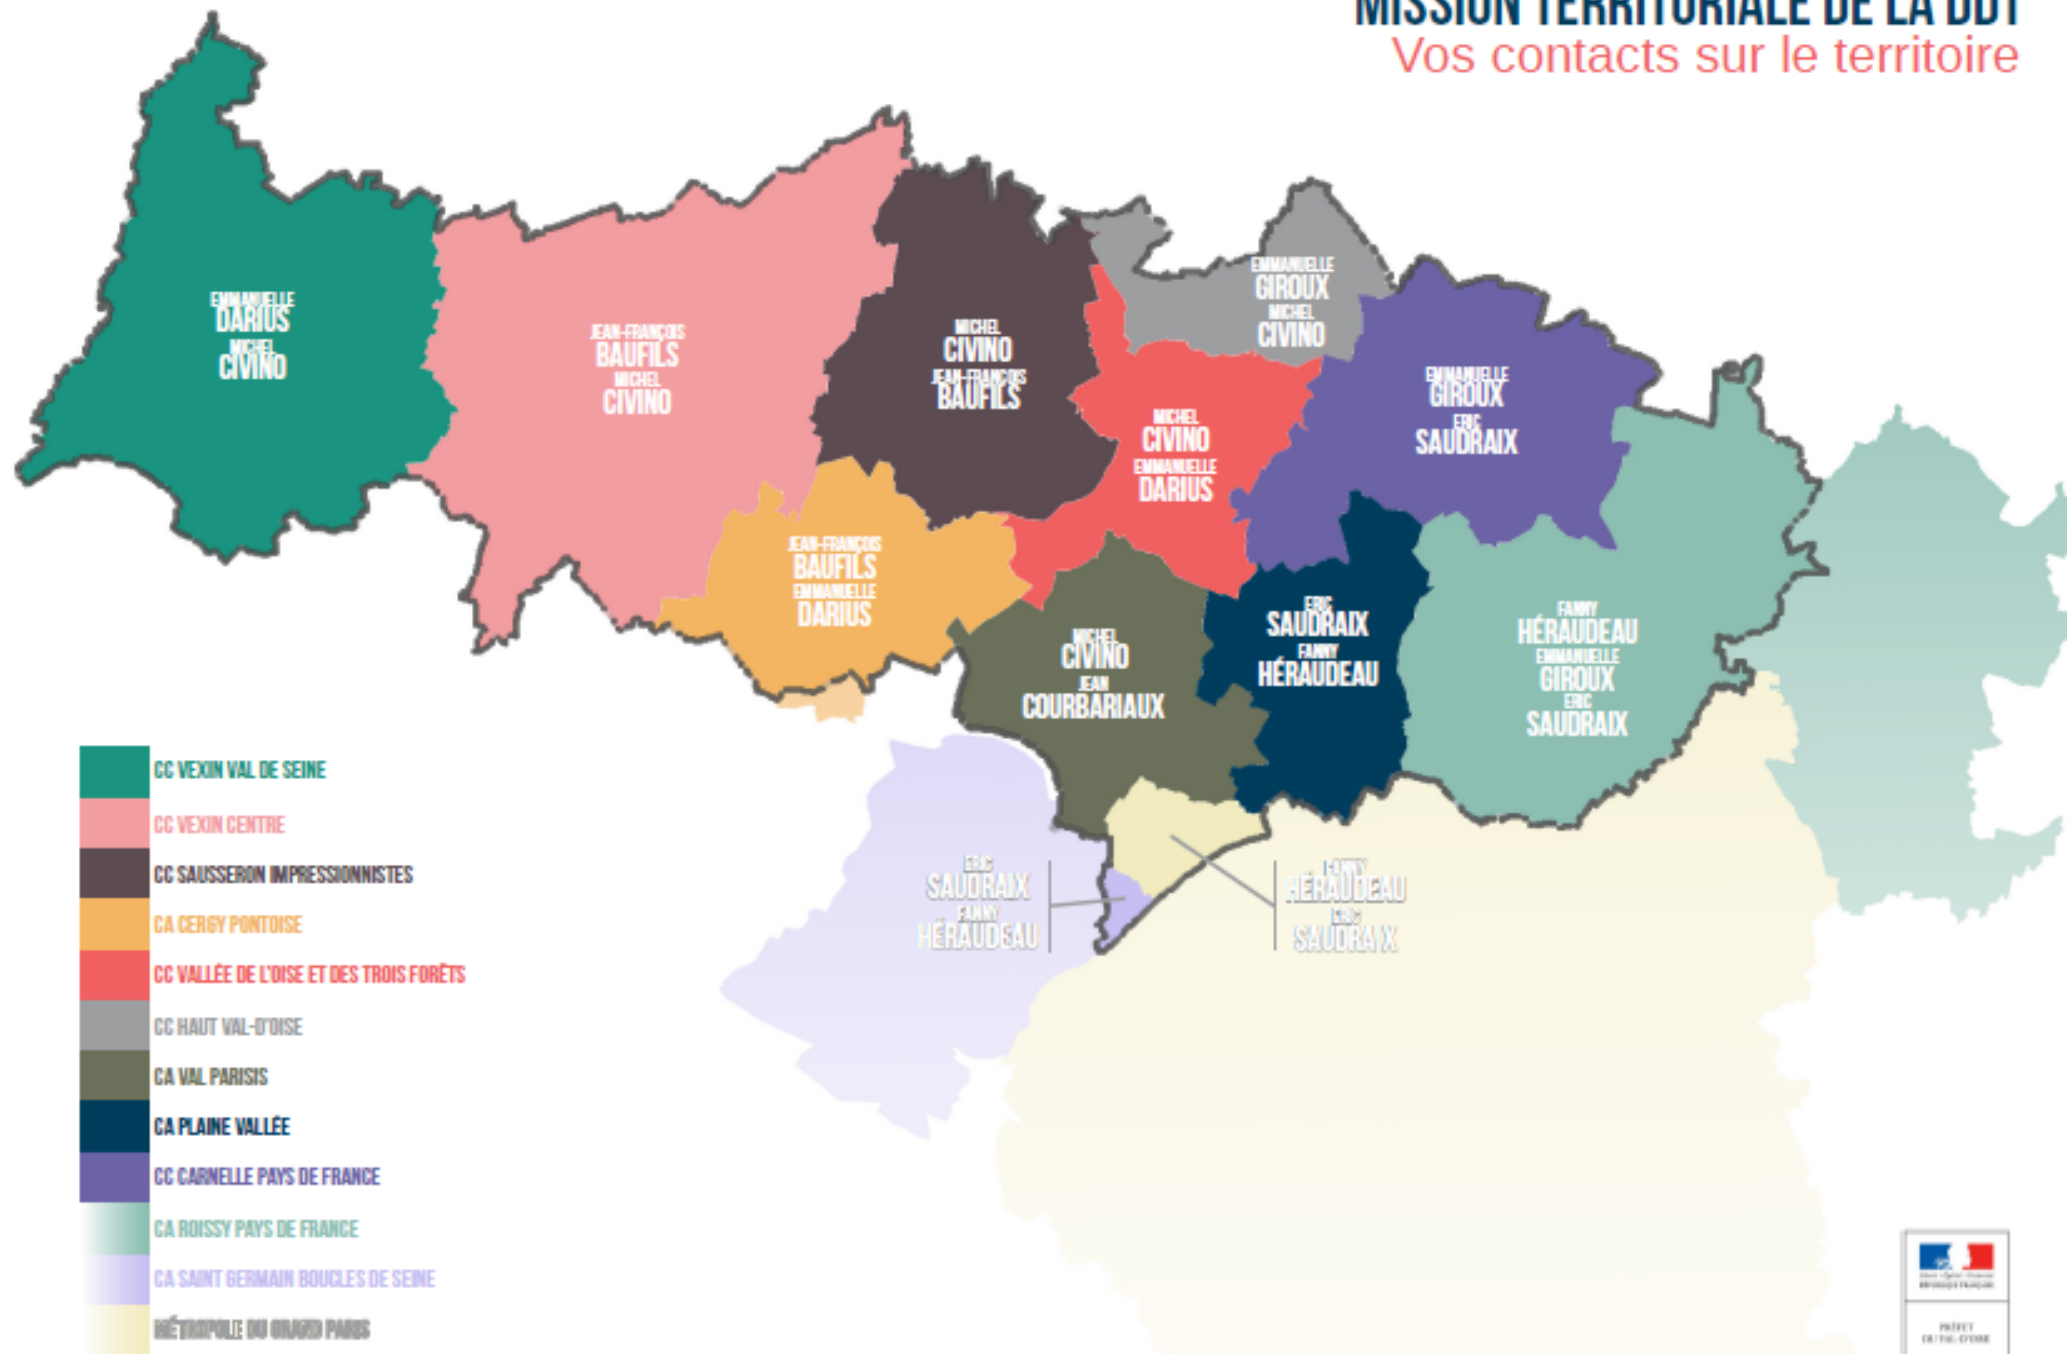 MISSION TERRITORIALE DE LA DDT
Vos contacts sur le territoire
EMMANUELLE
DARIUS
MICHEL
CIVINO
JEAN-FRANÇOIS
BAUFILS
MICHEL
CIVINO
MICHEL
CIVINO
JEAN-FRANÇOIS
BAUFILS
EMMANUELLE
GIROUX
MICHEL
CIVINO
MICHEL
CIVINO
EMMANUELLE
DARIUS
EMMANUELLE
GIROUX
ERIC
SAUDRAIX
JEAN-FRANÇOIS
BAUFILS
EMMANUELLE
DARIUS
MICHEL
CIVINO
JEAN
COURBARIAUX
ERIC
SAUDRAIX
FANNY
HÉRAUDEAU
FANNY
HÉRAUDEAU
EMMANUELLE
GIROUX
ERIC
SAUDRAIX
ERIC
SAUDRAIX
FANNY
HÉRAUDEAU
FANNY
HÉRAUDEAU
ERIC
SAUDRAIX
CC VEXIN VAL DE SEINE
CC VEXIN CENTRE
CC SAUSSERON IMPRESSIONNISTES
CA CERGY PONTOISE
CC VALLÉE DE L'OISE ET DES TROIS FORÊTS
CC HAUT VAL-D'OISE
CA VAL PARISIS
CA PLAINE VALLÉE
CC CARNELLE PAYS DE FRANCE
CA ROISSY PAYS DE FRANCE
CA SAINT GERMAIN BOUCLES DE SEINE
MÉTROPOLE DU GRAND PARIS
RÉPUBLIQUE FRANÇAISE
PRÉFET
DU VAL-D'OISE